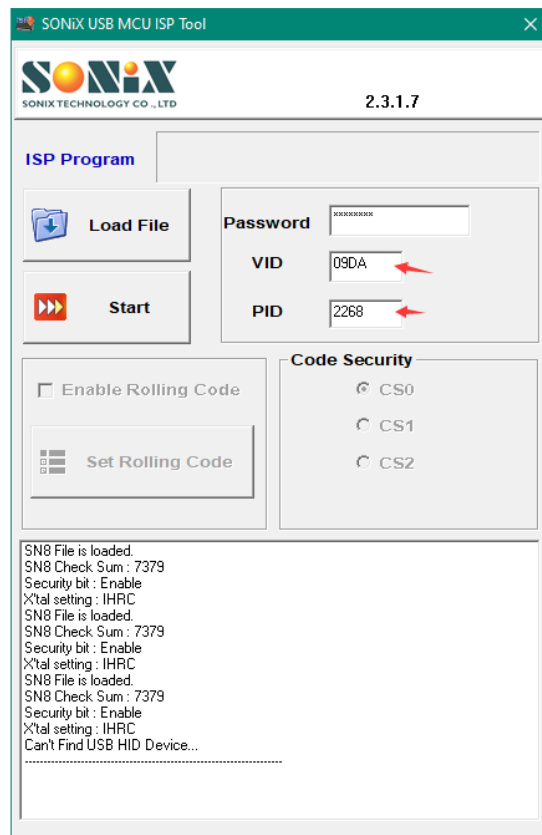 SONiX USB MCU ISP Tool
SONiX
SONIX TECHNOLOGY CO .,LTD
2.3.1.7
ISP Program
Load File
Password
xxxxxxxx
VID
09DA
Start
PID
2268
Enable Rolling Code
Code Security
CS0
CS1
Set Rolling Code
CS2
SN8 File is loaded.
SN8 Check Sum : 7379
Security bit : Enable
X'tal setting : IHRC
SN8 File is loaded.
SN8 Check Sum : 7379
Security bit : Enable
X'tal setting : IHRC
SN8 File is loaded.
SN8 Check Sum : 7379
Security bit : Enable
X'tal setting : IHRC
Can't Find USB HID Device...
------------------------------------------------------------------